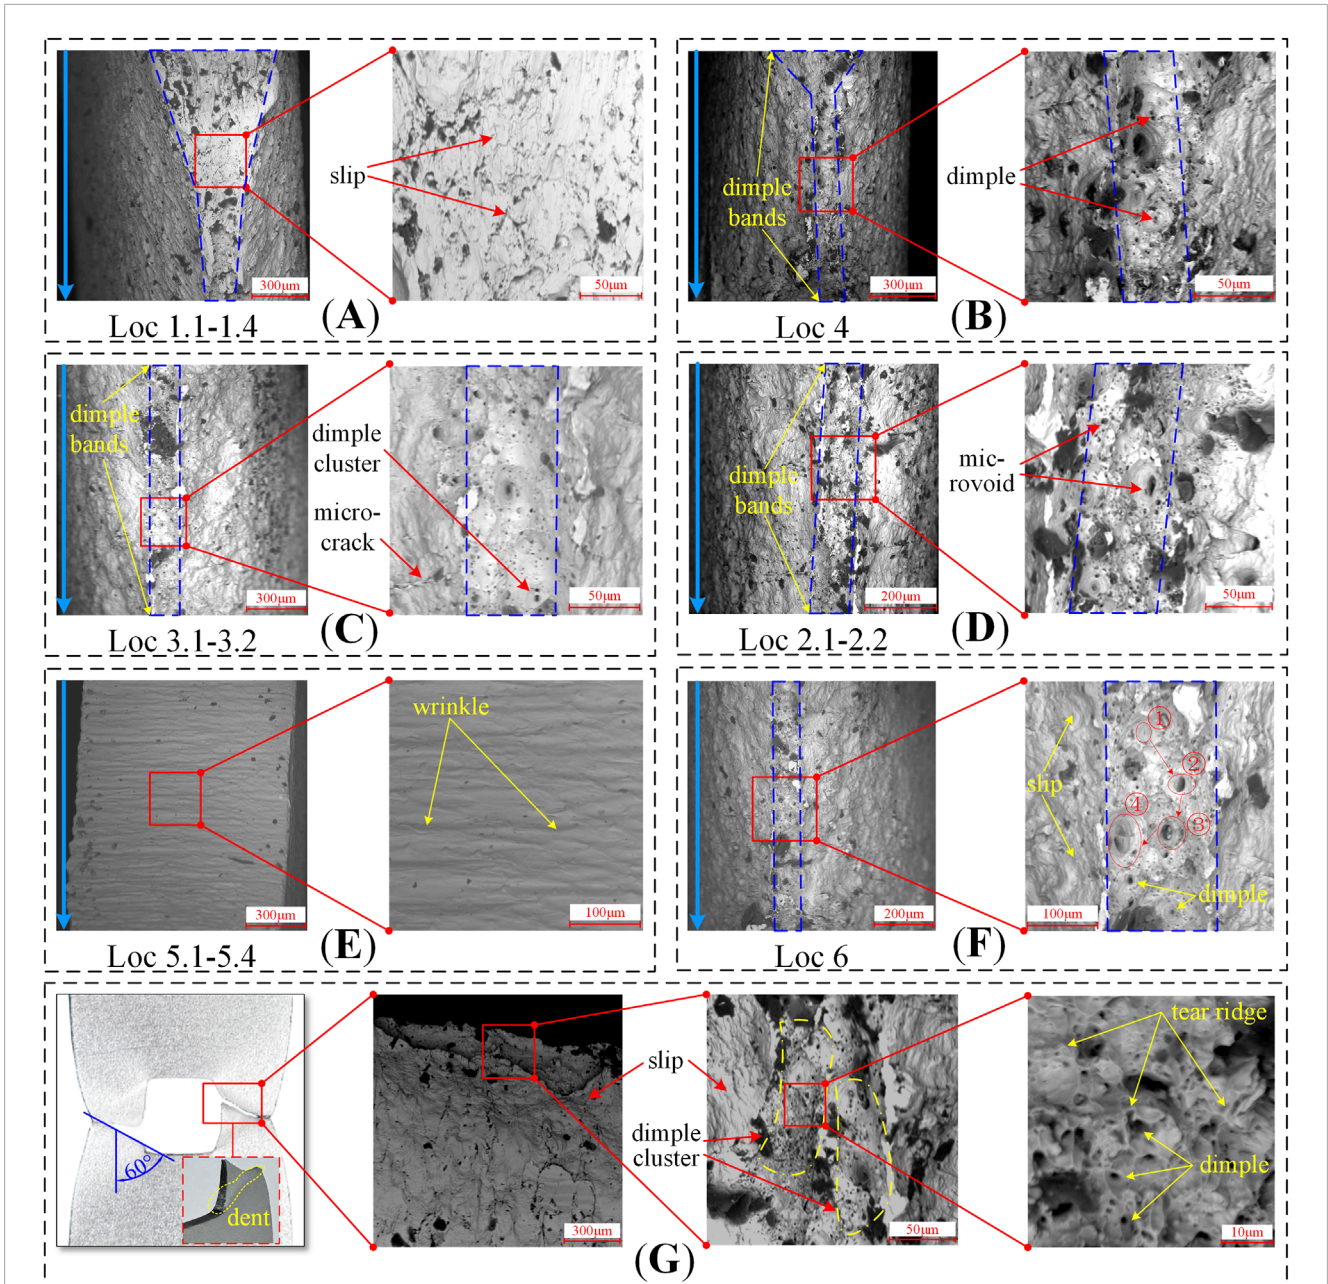 slip
300μm
50μm
Loc 1.1-1.4
(A)
dimple
bands
dimple
300μm
50μm
Loc 4
(B)
dimple
bands
dimple
cluster
micro-
crack
300μm
50μm
Loc 3.1-3.2
(C)
dimple
bands
mic-
rovoid
200μm
50μm
Loc 2.1-2.2
(D)
wrinkle
300μm
100μm
Loc 5.1-5.4
(E)
①
②
slip
④
③
dimple
200μm
100μm
Loc 6
(F)
60°
dent
slip
dimple
cluster
tear ridge
dimple
300μm
50μm
10μm
(G)